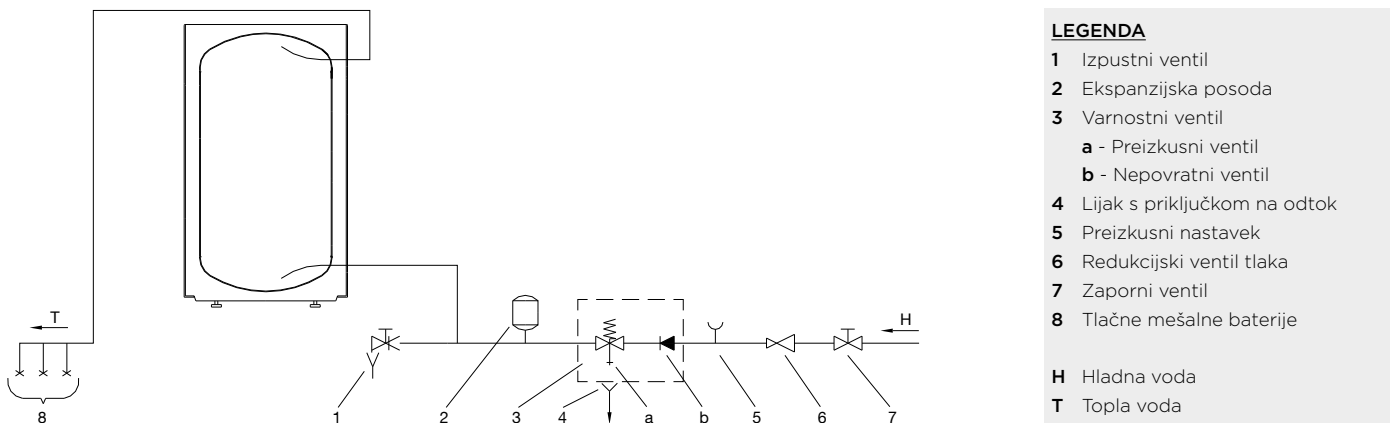 T
8
1
2
3
4
a
b
5
6
7
H
LEGENDA
1 Izpustni ventil
2 Ekspanzijska posoda
3 Varnostni ventil
a - Preizkusni ventil
b - Nepovratni ventil
4 Lijak s priključkom na odtok
5 Preizkusni nastavek
6 Redukcijski ventil tlaka
7 Zaporni ventil
8 Tlačne mešalne baterije
H Hladna voda
T Topla voda